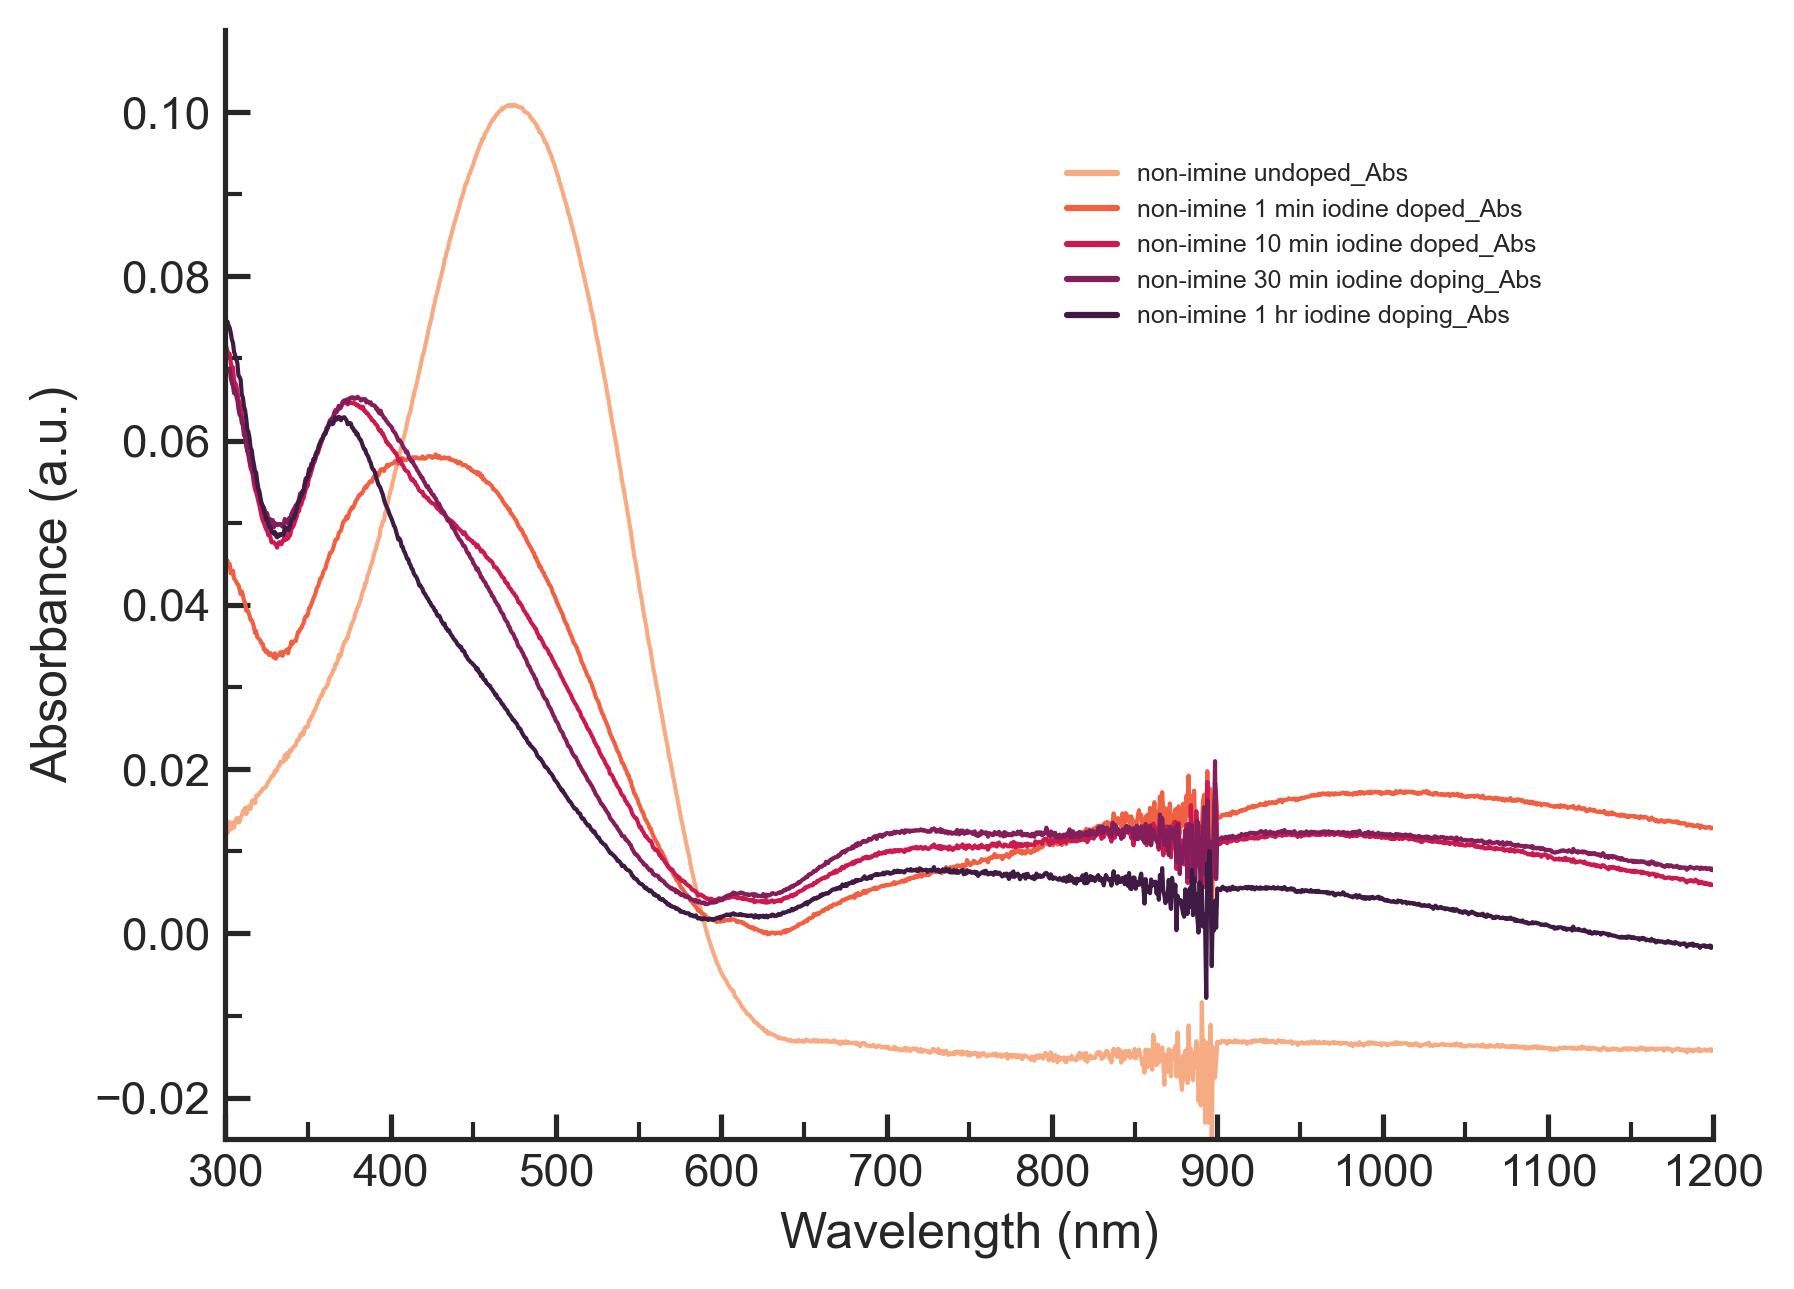 0.10
0.08
0.06
0.04
0.02
0.00
−0.02
Absorbance (a.u.)
non-imine undoped_Abs
non-imine 1 min iodine doped_Abs
non-imine 10 min iodine doped_Abs
non-imine 30 min iodine doping_Abs
non-imine 1 hr iodine doping_Abs
300 400 500 600 700 800 900 1000 1100 1200
Wavelength (nm)